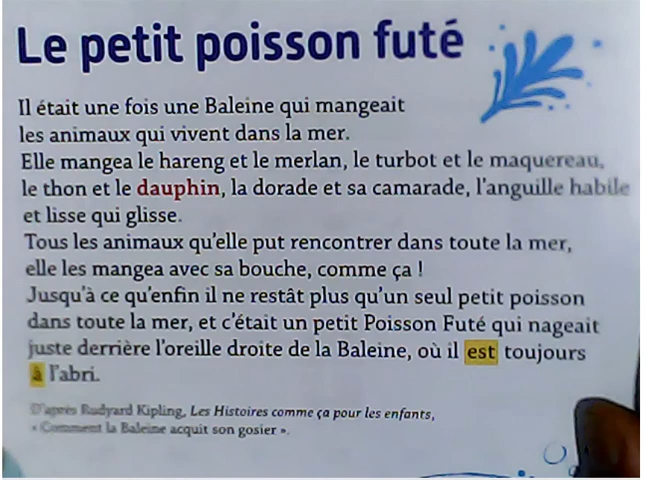 Le petit poisson futé
Il était une fois une Baleine qui mangeait
les animaux qui vivent dans la mer.
Elle mangea le hareng et le merlan, le turbot et le maquereau,
le thon et le dauphin, la dorade et sa camarade, l'anguille habile
et lisse qui glisse.
Tous les animaux qu'elle put rencontrer dans toute la mer,
elle les mangea avec sa bouche, comme ça !
Jusqu'à ce qu'enfin il ne restât plus qu'un seul petit poisson
dans toute la mer, et c'était un petit Poisson Futé qui nageait
juste derrière l'oreille droite de la Baleine, où il est toujours
à l'abri.
D'après Rudyard Kipling, Les Histoires comme ça pour les enfants,
« Comment la Baleine acquit son gosier ».